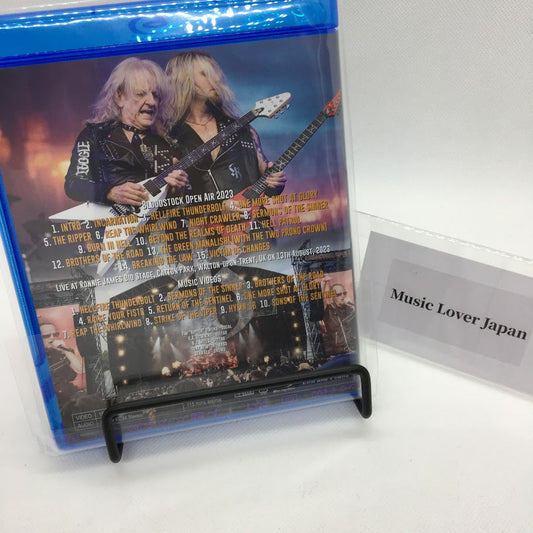 BLOODSTOCK OPEN AIR 2023
1. INTRO 2. INCARNATION 3. HELLFIRE THUNDERBOLT 4. ONE MORE SHOT AT GLORY
5. THE RIPPER 6. REAP THE WHIRLWIND 7. NIGHT CRAWLER 8. SERMONS OF THE SINNER
9. BURN IN HELL 10. BEYOND THE REALMS OF DEATH 11. HELL PATROL
12. BROTHERS OF THE ROAD 13. THE GREEN MANALISHI (WITH THE TWO PRONG CROWN)
14. BREAKING THE LAW 15. VICTIM OF CHANGES
LIVE AT RONNIE JAMES DIO STAGE, CATTON PARK, WALTON-UPON-TRENT, UK ON 13TH AUGUST, 2023
MUSIC VIDEOS
1. HELLFIRE THUNDERBOLT 2. SERMONS OF THE SINNER 3. BROTHERS OF THE ROAD
4. RAISE YOUR FISTS 5. RETURN OF THE SENTINEL 6. ONE MORE SHOT AT GLORY
7. REAP THE WHIRLWIND 8. STRIKE OF THE VIPER 9. HYMN 66 10. SONS OF THE SENTINEL
VIDEO
AUDIO
Music Lover Japan